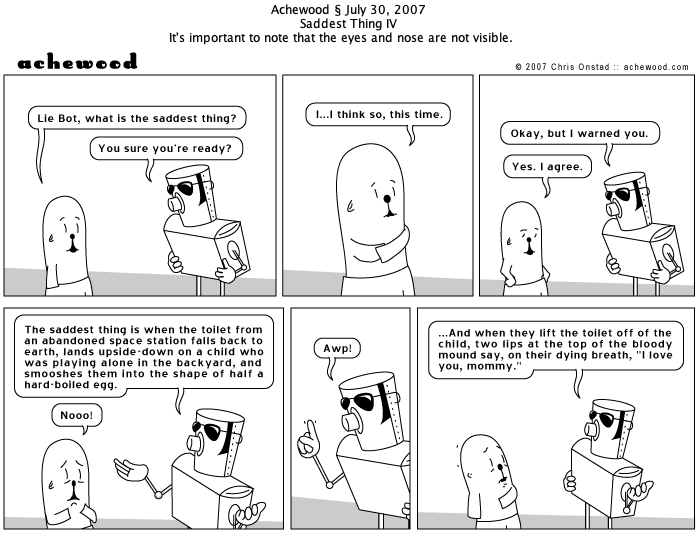 Achewood § July 30, 2007
Saddest Thing IV
It's important to note that the eyes and nose are not visible.
achewood
© 2007 Chris Onstad :: achewood.com
Lie Bot, what is the saddest thing?
You sure you're ready?
I...I think so, this time.
Okay, but I warned you.
Yes. I agree.
The saddest thing is when the toilet from
an abandoned space station falls back to
earth, lands upside-down on a child who
was playing alone in the backyard, and
smooshes them into the shape of half a
hard-boiled egg.
Nooo!
Awp!
...And when they lift the toilet off of the
child, two lips at the top of the bloody
mound say, on their dying breath, "I love
you, mommy."